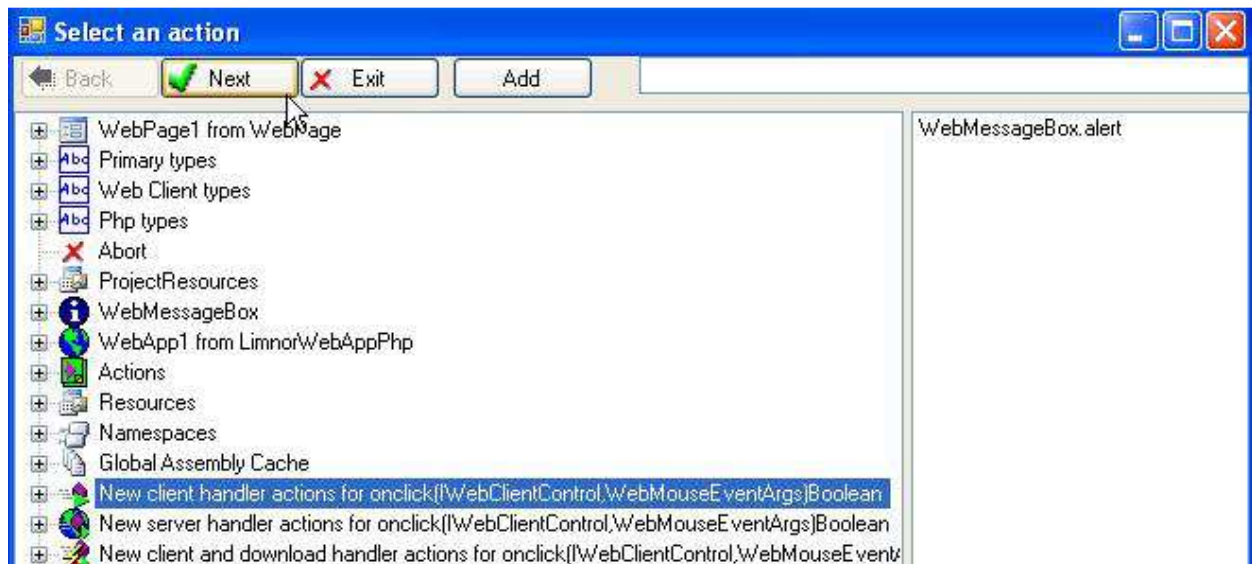 Select an action
Back Next Exit Add
WebPage1 from WebPage
WebMessageBox.alert
Abc Primary types
Abc Web Client types
Abc Php types
Abort
ProjectResources
WebMessageBox
WebApp1 from LimnorWebAppPhp
Actions
Resources
Namespaces
Global Assembly Cache
New client handler actions for onclick(IWebClientControl,WebMouseEventArgs)Boolean
New server handler actions for onclick(IWebClientControl,WebMouseEventArgs)Boolean
New client and download handler actions for onclick(IWebClientControl,WebMouseEvent